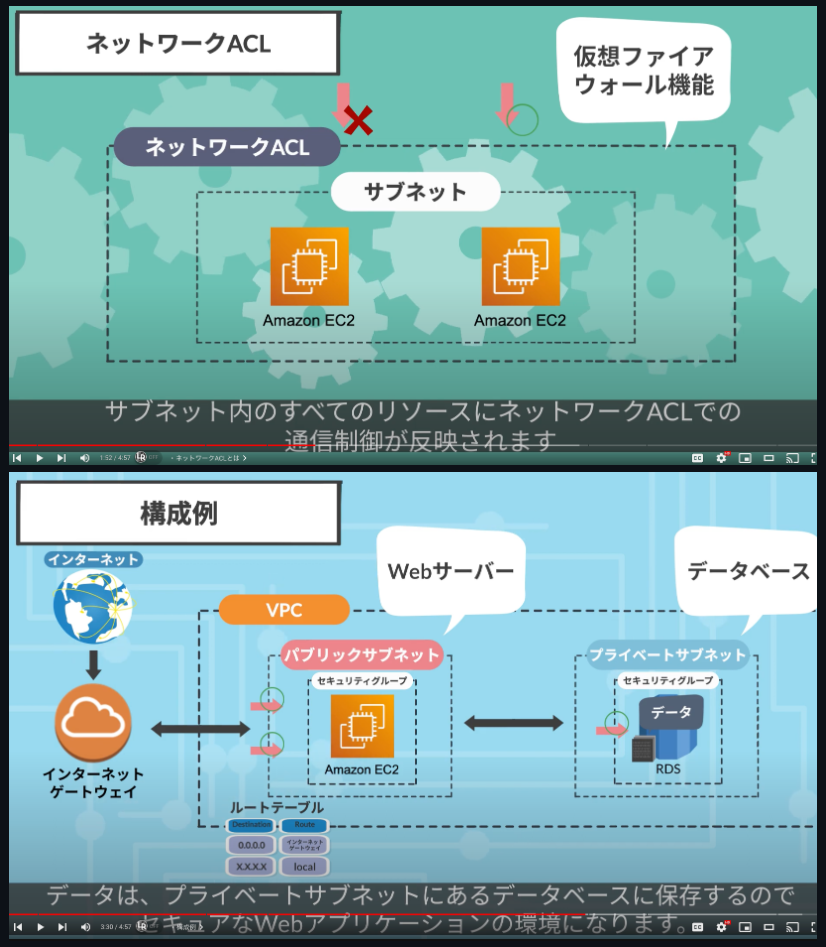 ネットワークACL
仮想ファイア
ウォール機能
ネットワークACL
サブネット
Amazon EC2
Amazon EC2
サブネット内のすべてのリソースにネットワークACLでの
通信制御が反映されます
1:52 / 4:57
・ネットワークACLとは
構成例
インターネット
Webサーバー
データベース
VPC
パブリックサブネット
プライベートサブネット
セキュリティグループ
セキュリティグループ
データ
Amazon EC2
RDS
インターネット
ゲートウェイ
ルートテーブル
Destination Route
0.0.0.0 インターネット
ゲートウェイ
X.X.X.X local
データは、プライベートサブネットにあるデータベースに保存するので
セキュアなWebアプリケーションの環境になります。
3:30 / 4:57
構成例